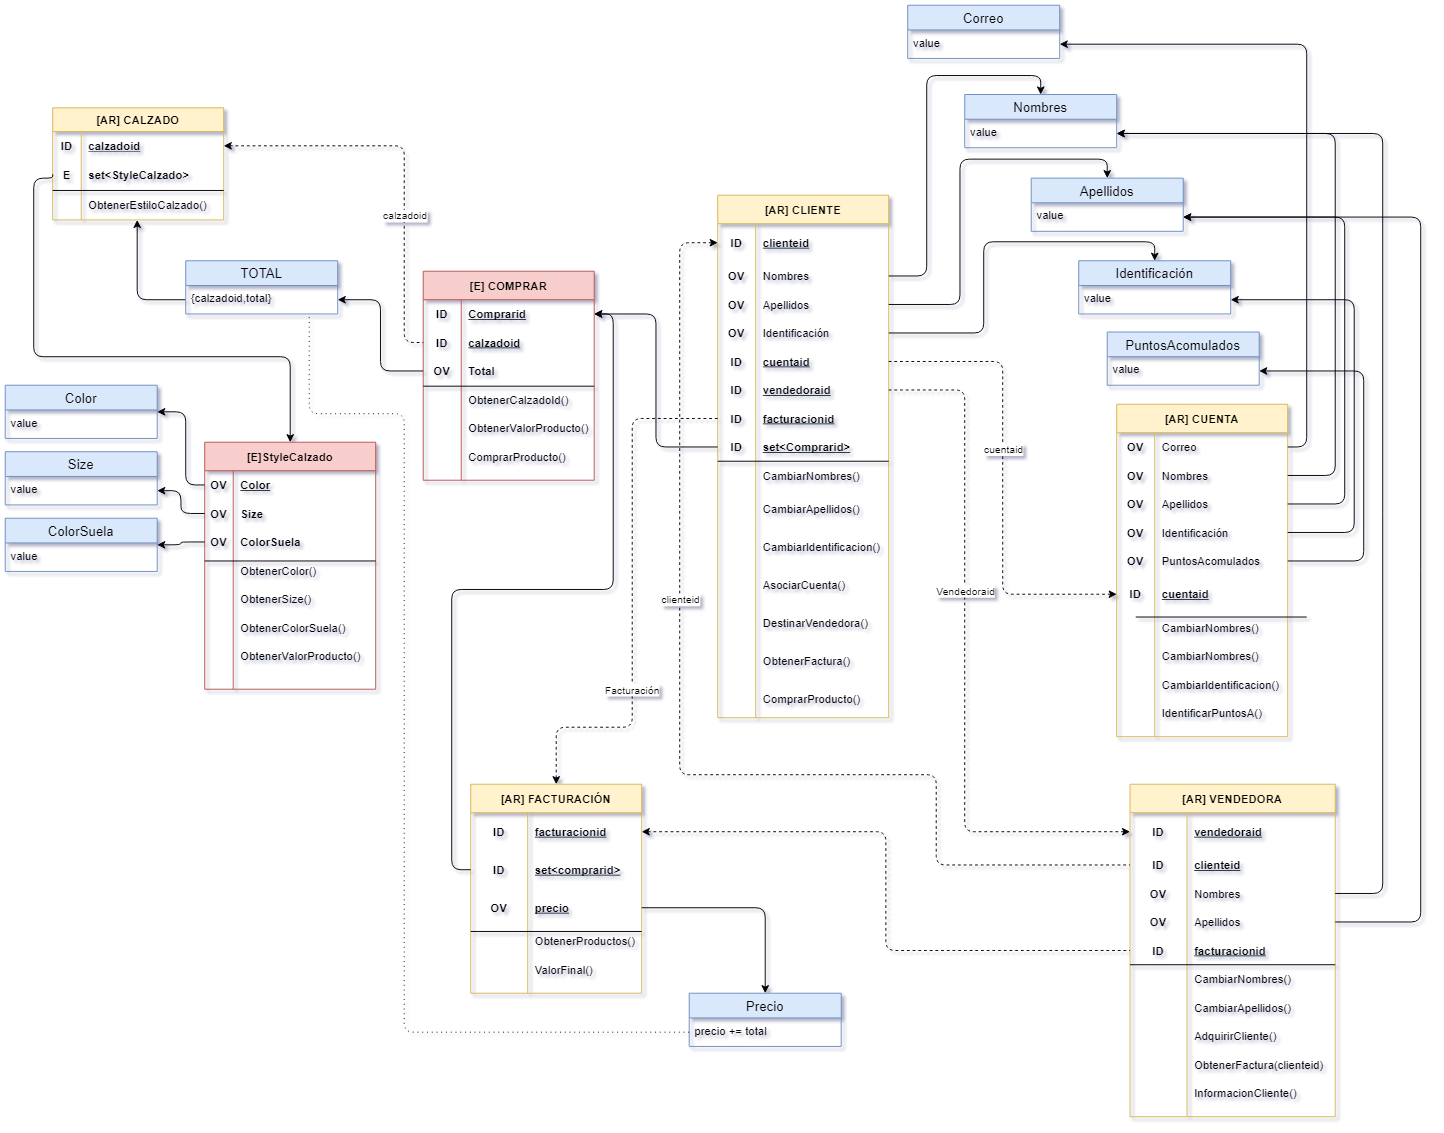 Correo
value
Nombres
value
Apellidos
value
Identificación
value
PuntosAcumulados
value
[AR] CALZADO
ID calzadoid
E set<StyleCalzado>
ObtenerEstiloCalzado()
calzadoid
TOTAL
{calzadoid,total}
[E] COMPRAR
ID Comprarid
ID calzadoid
OV Total
ObtenerCalzadoId()
ObtenerValorProducto()
ComprarProducto()
[AR] CLIENTE
ID clienteid
OV Nombres
OV Apellidos
OV Identificación
ID cuentaid
ID vendedoraid
ID facturacionid
ID set<Comprarid>
CambiarNombres()
CambiarApellidos()
CambiarIdentificacion()
AsociarCuenta()
DestinarVendedora()
ObtenerFactura()
ComprarProducto()
[AR] CUENTA
OV Correo
OV Nombres
OV Apellidos
OV Identificación
OV PuntosAcomulados
ID cuentaid
CambiarNombres()
CambiarNombres()
CambiarIdentificacion()
IdentificarPuntosA()
cuentaid
Vendedoraid
clienteid
Facturación
Color
value
Size
value
ColorSuela
value
[E]StyleCalzado
OV Color
OV Size
OV ColorSuela
ObtenerColor()
ObtenerSize()
ObtenerColorSuela()
ObtenerValorProducto()
[AR] FACTURACIÓN
ID facturacionid
ID set<comprarid>
OV precio
ObtenerProductos()
ValorFinal()
Precio
precio += total
[AR] VENDEDORA
ID vendedoraid
ID clienteid
OV Nombres
OV Apellidos
ID facturacionid
CambiarNombres()
CambiarApellidos()
AdquirirCliente()
ObtenerFactura(clienteid)
InformacionCliente()